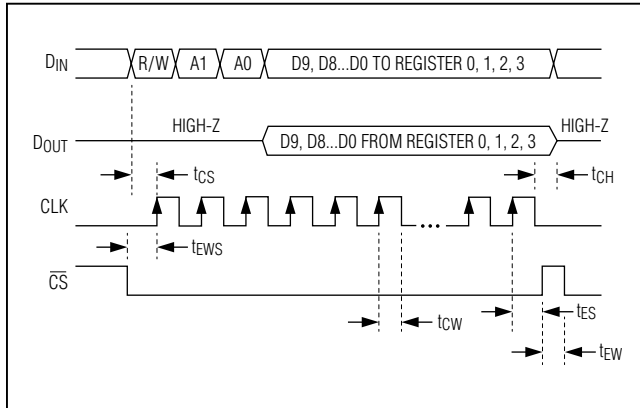 DIN R/W A1 A0 D9, D8...D0 TO REGISTER 0, 1, 2, 3
DOUT HIGH-Z D9, D8...D0 FROM REGISTER 0, 1, 2, 3 HIGH-Z
tCS tCH
CLK ...
tEWS
CS
tCW tES
tEW